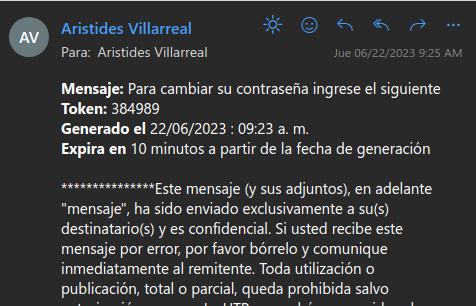 AV
Aristides Villarreal
Para: Aristides Villarreal
Jue 06/22/2023 9:25 AM
Mensaje: Para cambiar su contraseña ingrese el siguiente
Token: 384989
Generado el 22/06/2023 : 09:23 a. m.
Expira en 10 minutos a partir de la fecha de generación
***************Este mensaje (y sus adjuntos), en adelante
"mensaje", ha sido enviado exclusivamente a su(s)
destinatario(s) y es confidencial. Si usted recibe este
mensaje por error, por favor bórrelo y comunique
inmediatamente al remitente. Toda utilización o
publicación, total o parcial, queda prohibida salvo